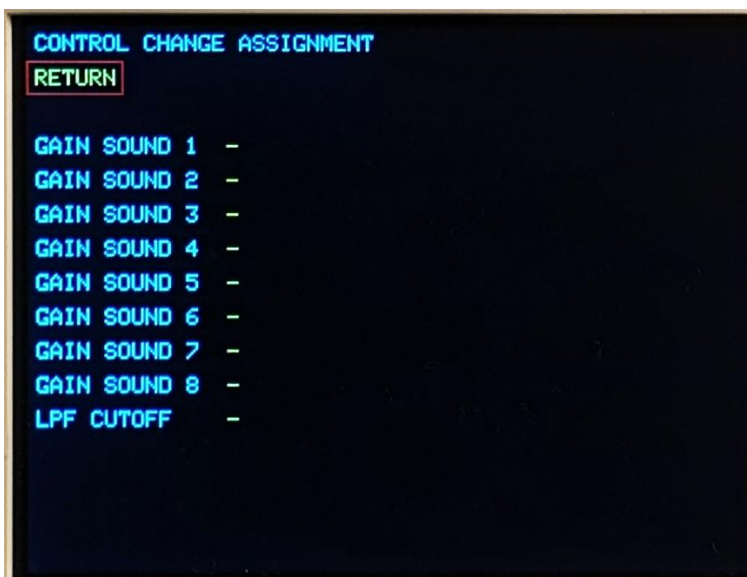 CONTROL CHANGE ASSIGNMENT
RETURN
GAIN SOUND 1 -
GAIN SOUND 2 -
GAIN SOUND 3 -
GAIN SOUND 4 -
GAIN SOUND 5 -
GAIN SOUND 6 -
GAIN SOUND 7 -
GAIN SOUND 8 -
LPF CUTOFF -